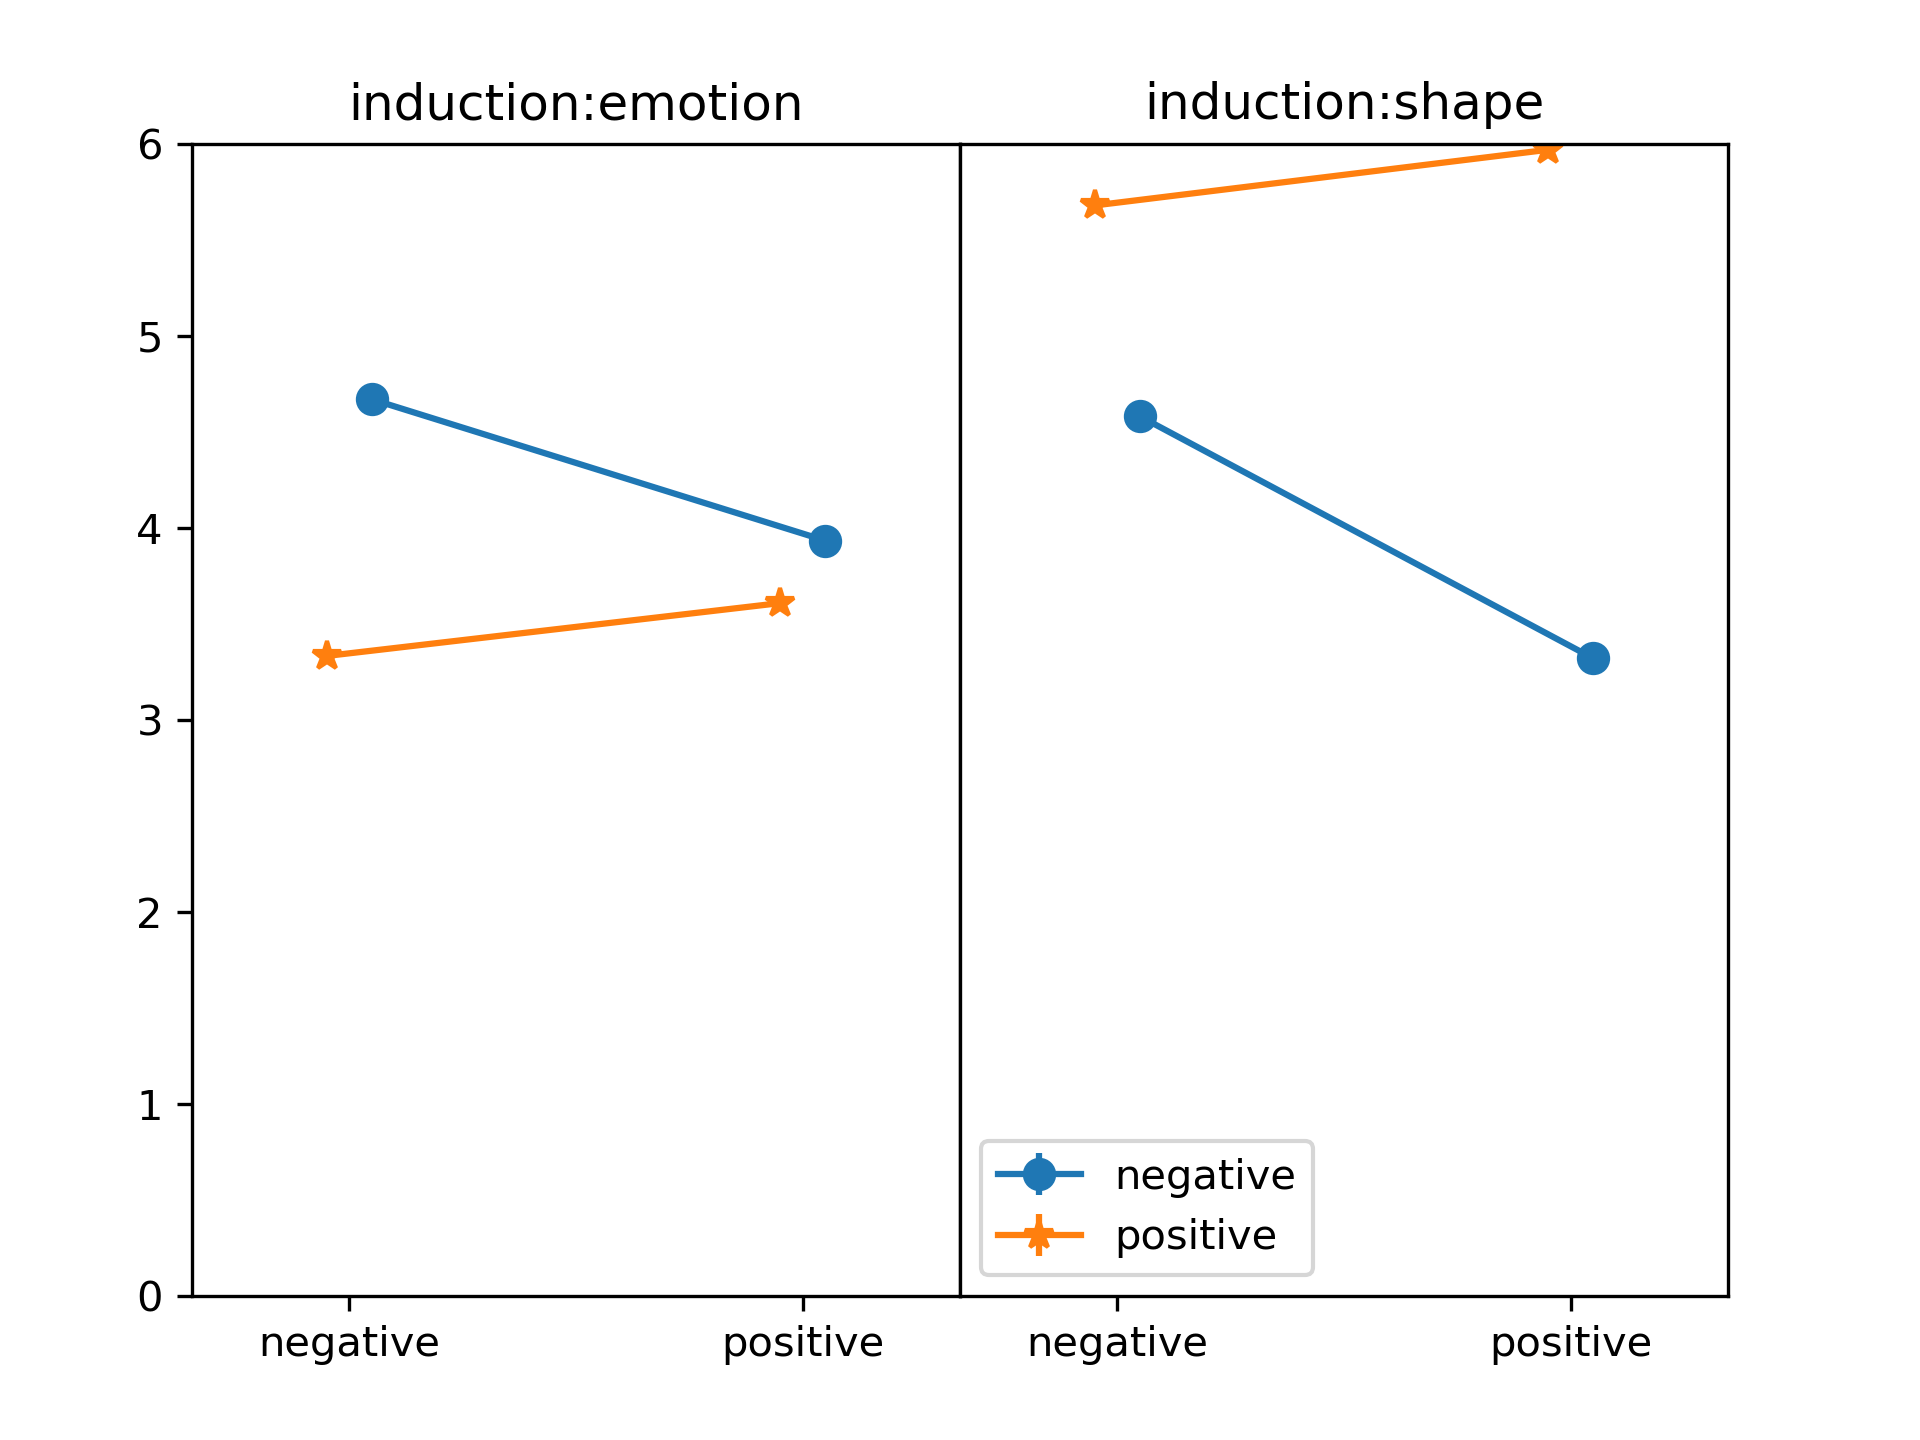 induction:emotion
induction:shape
6
5
4
3
2
1
0
negative
positive
negative
positive
negative
positive